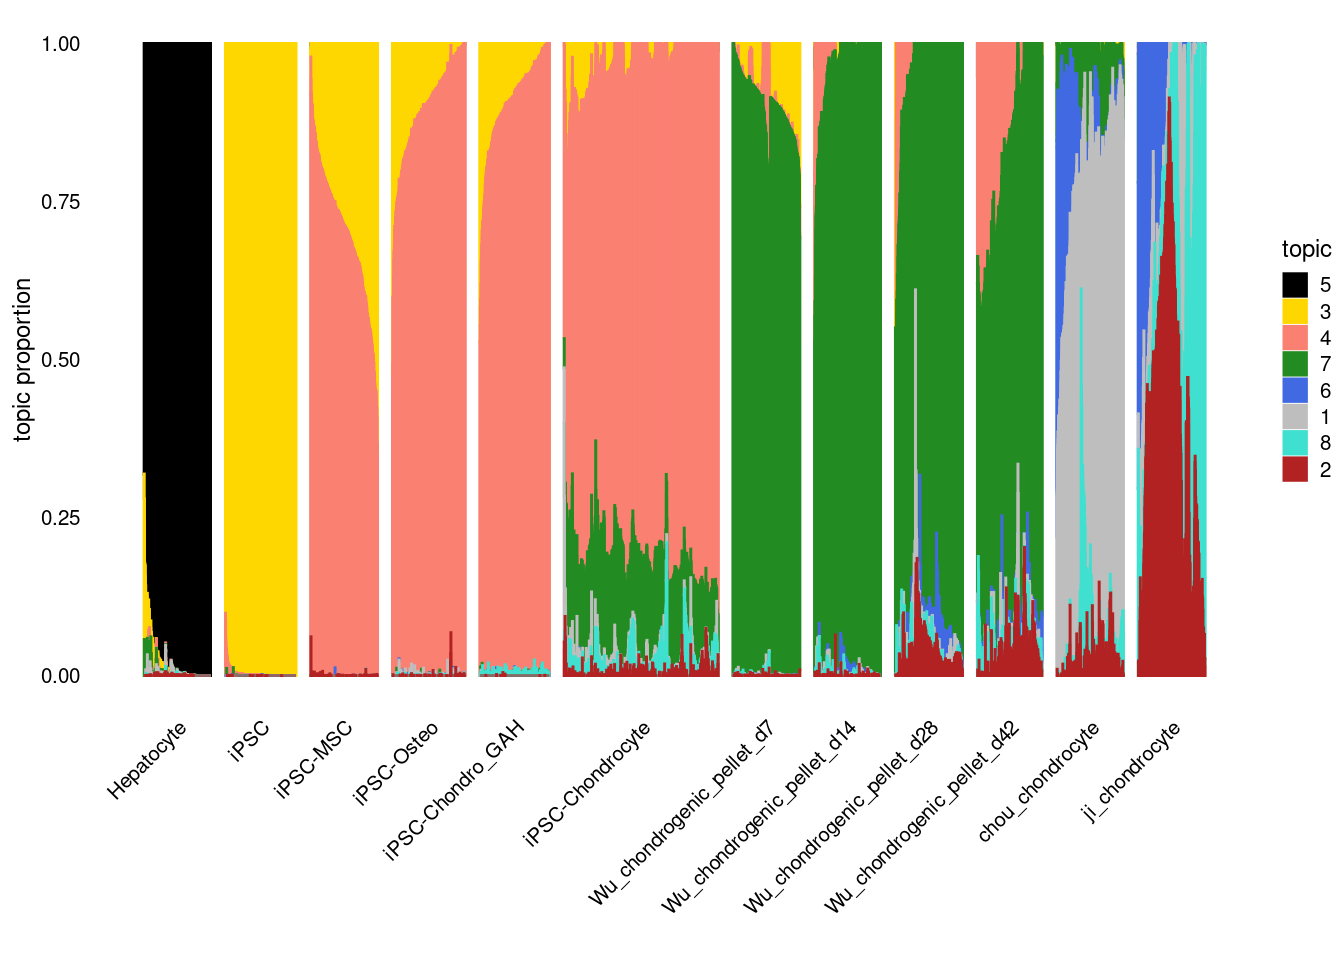 1.00
0.75
0.50
0.25
0.00
topic proportion
Hepatocyte
iPSC
iPSC-MSC
iPSC-Osteo
iPSC-Chondro_GAH
iPSC-Chondrocyte
Wu_chondrogenic_pellet_d7
Wu_chondrogenic_pellet_d14
Wu_chondrogenic_pellet_d28
Wu_chondrogenic_pellet_d42
chou_chondrocyte
ji_chondrocyte
topic
5
3
4
7
6
1
8
2